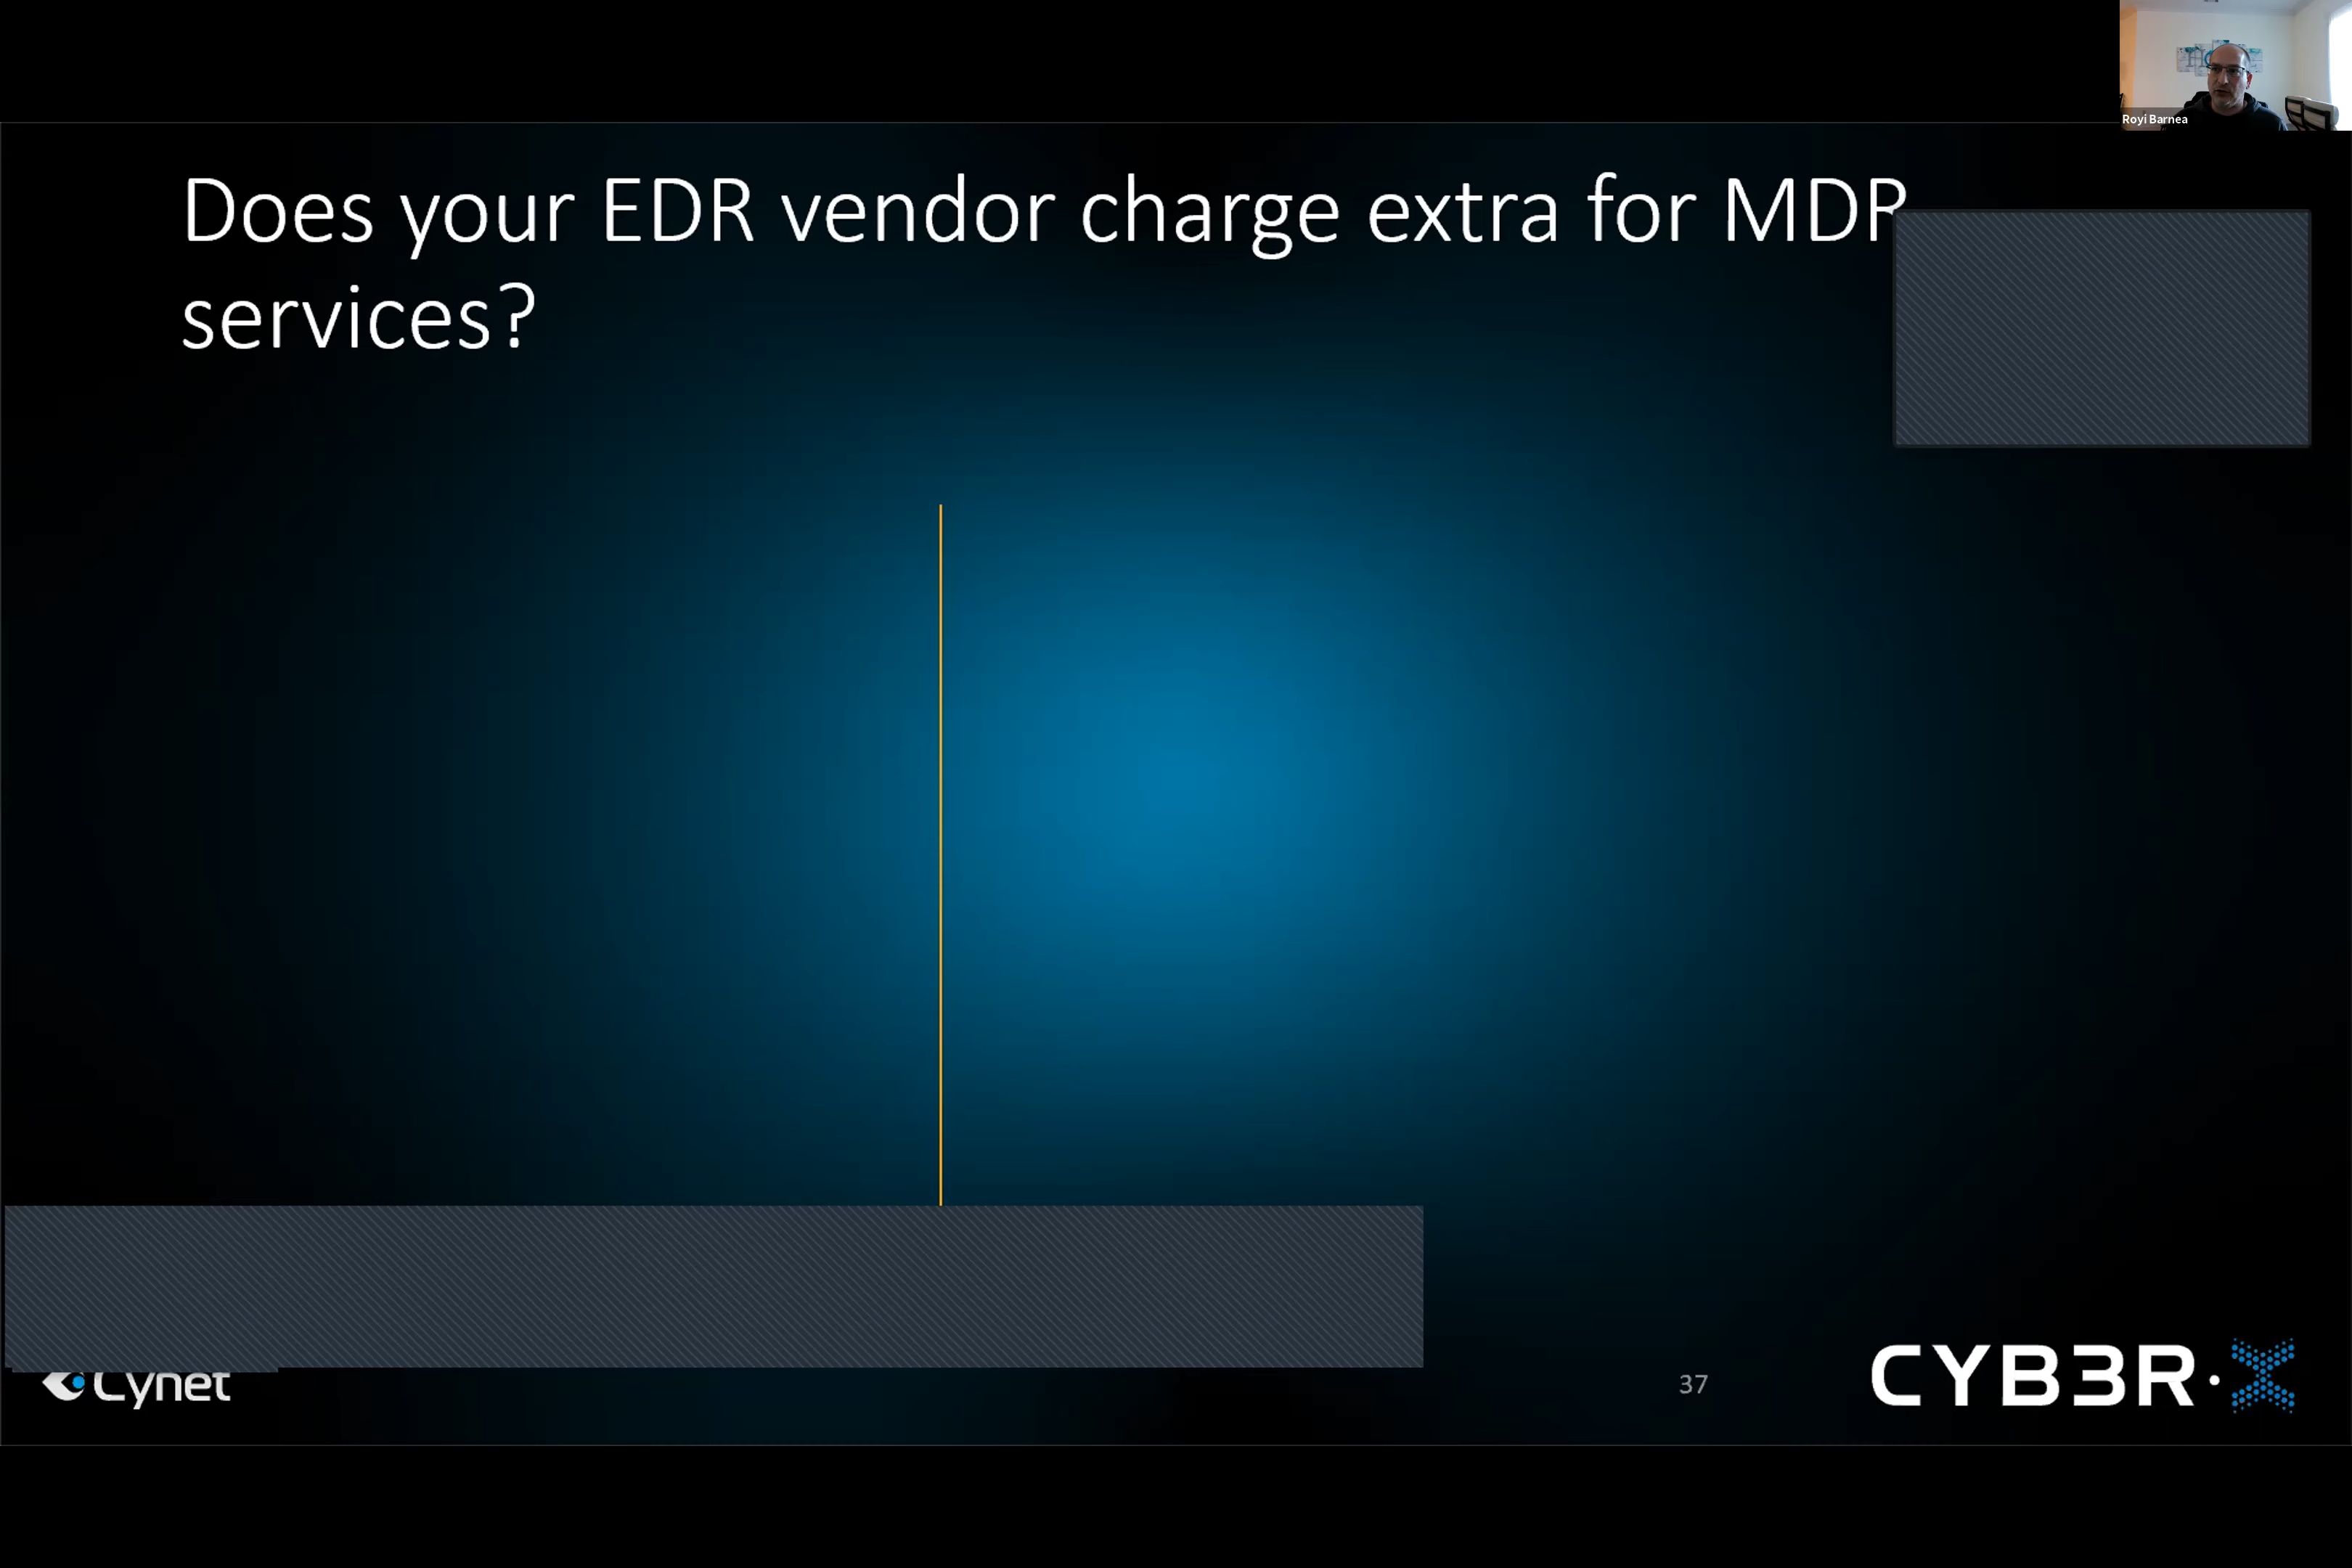 Royi Barnea
Does your EDR vendor charge extra for MDR
services?
Cynet
37
CYB3R·X